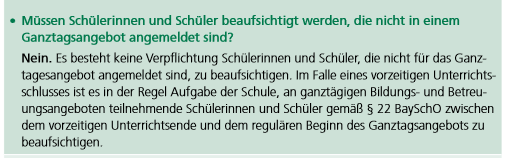 • Müssen Schülerinnen und Schüler beaufsichtigt werden, die nicht in einem
Ganztagsangebot angemeldet sind?
Nein. Es besteht keine Verpflichtung Schülerinnen und Schüler, die nicht für das Ganz-
tagesangebot angemeldet sind, zu beaufsichtigen. Im Falle eines vorzeitigen Unterrichts-
schlusses ist es in der Regel Aufgabe der Schule, an ganztägigen Bildungs- und Betreu-
ungsangeboten teilnehmende Schülerinnen und Schüler gemäß § 22 BaySchO zwischen
dem vorzeitigen Unterrichtsende und dem regulären Beginn des Ganztagsangebots zu
beaufsichtigen.